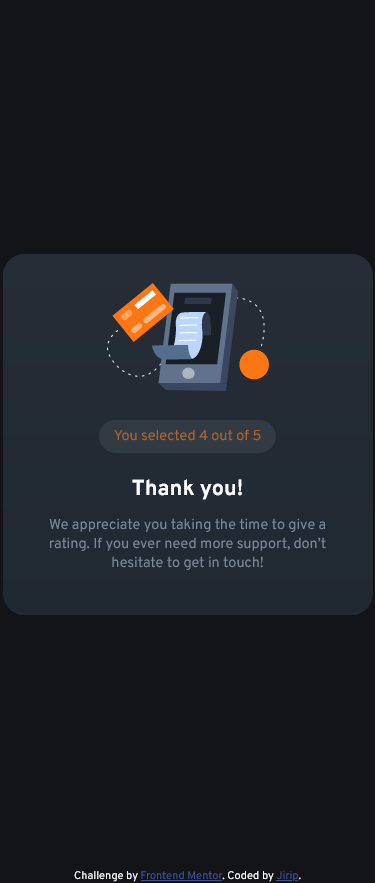 You selected 4 out of 5
Thank you!
We appreciate you taking the time to give a
rating. If you ever need more support, don't
hesitate to get in touch!
Challenge by Frontend Mentor. Coded by Jirip.